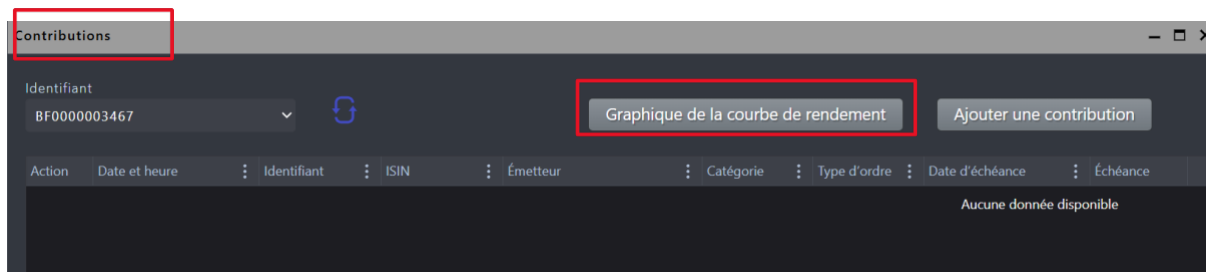 Contributions
Identifiant
BF0000003467
Graphique de la courbe de rendement
Ajouter une contribution
Action Date et heure Identifiant ISIN Émetteur Catégorie Type d'ordre Date d'échéance Échéance
Aucune donnée disponible